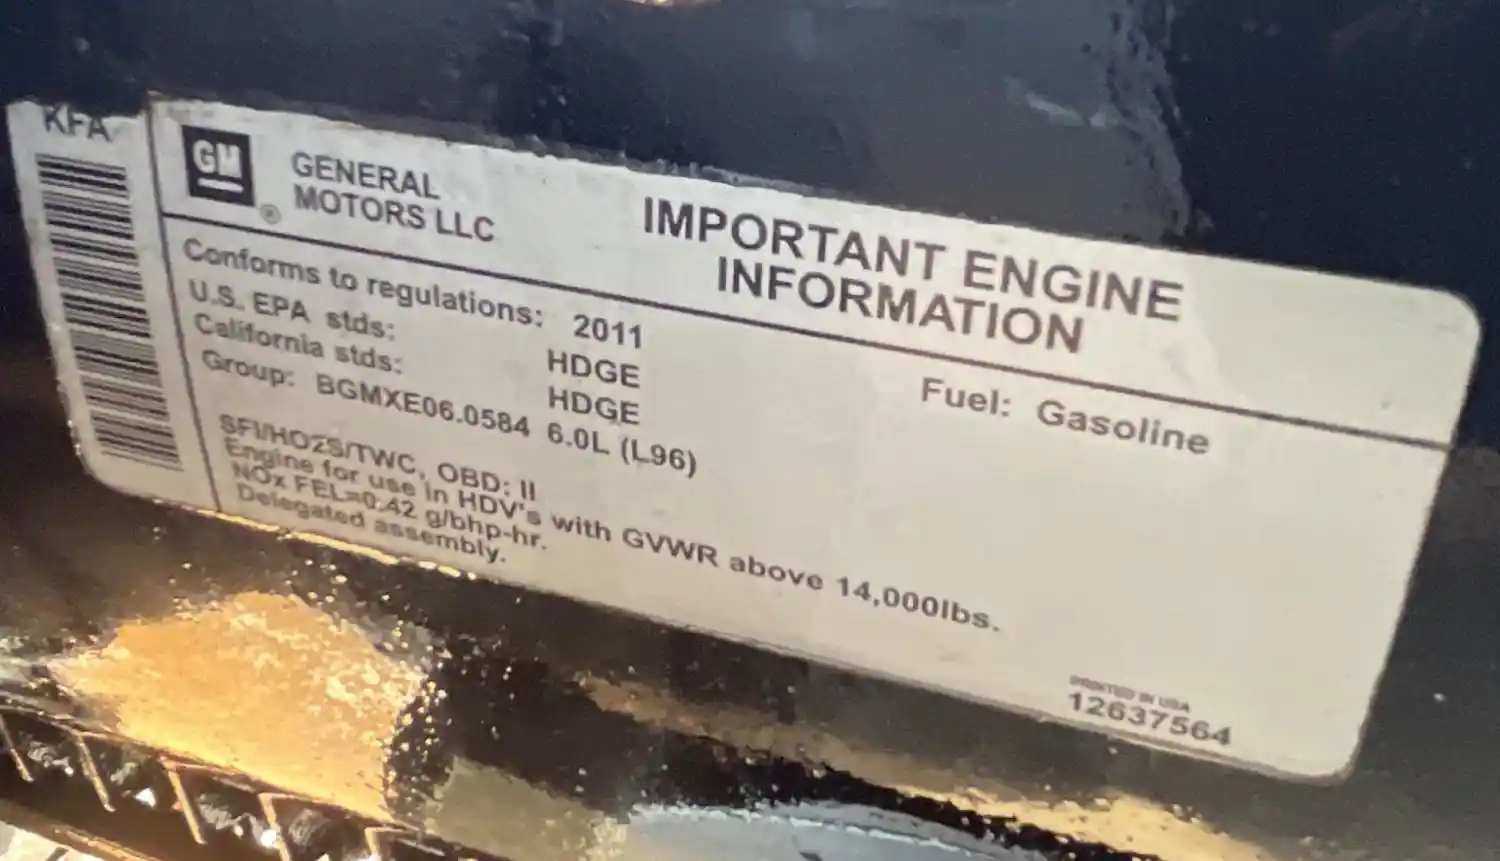 KFA
GM
®
GENERAL
MOTORS LLC
IMPORTANT ENGINE
INFORMATION
Conforms to regulations: 2011
U.S. EPA stds: HDGE
California stds: HDGE
Group: BGMXE06.0584 6.0L (L96)
Fuel: Gasoline
SFI/HO2S/TWC, OBD: II
Engine for use in HDV's with GVWR above 14,000lbs.
NOx FEL=0.42 g/bhp-hr.
Delegated assembly.
PRINTED IN USA
12637564